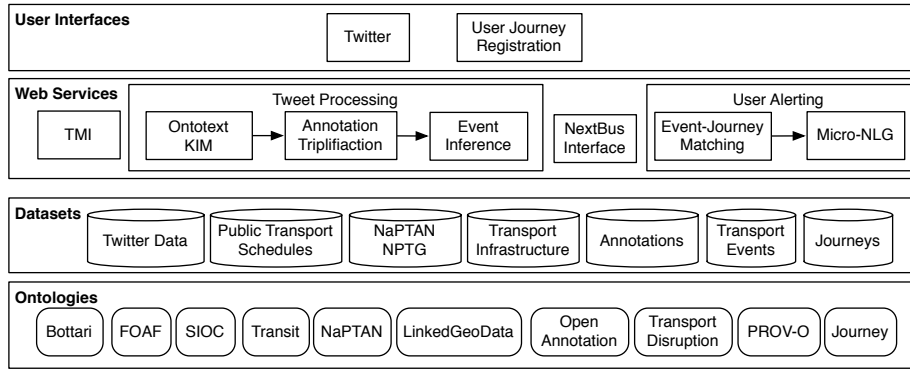 User Interfaces
Twitter
User Journey
Registration
Web Services
TMI
Tweet Processing
Ontotext
KIM
Annotation
Triplifiaction
Event
Inference
NextBus
Interface
User Alerting
Event-Journey
Matching
Micro-NLG
Datasets
Twitter Data
Public Transport
Schedules
NaPTAN
NPTG
Transport
Infrastructure
Annotations
Transport
Events
Journeys
Ontologies
Bottari
FOAF
SIOC
Transit
NaPTAN
LinkedGeoData
Open
Annotation
Transport
Disruption
PROV-O
Journey